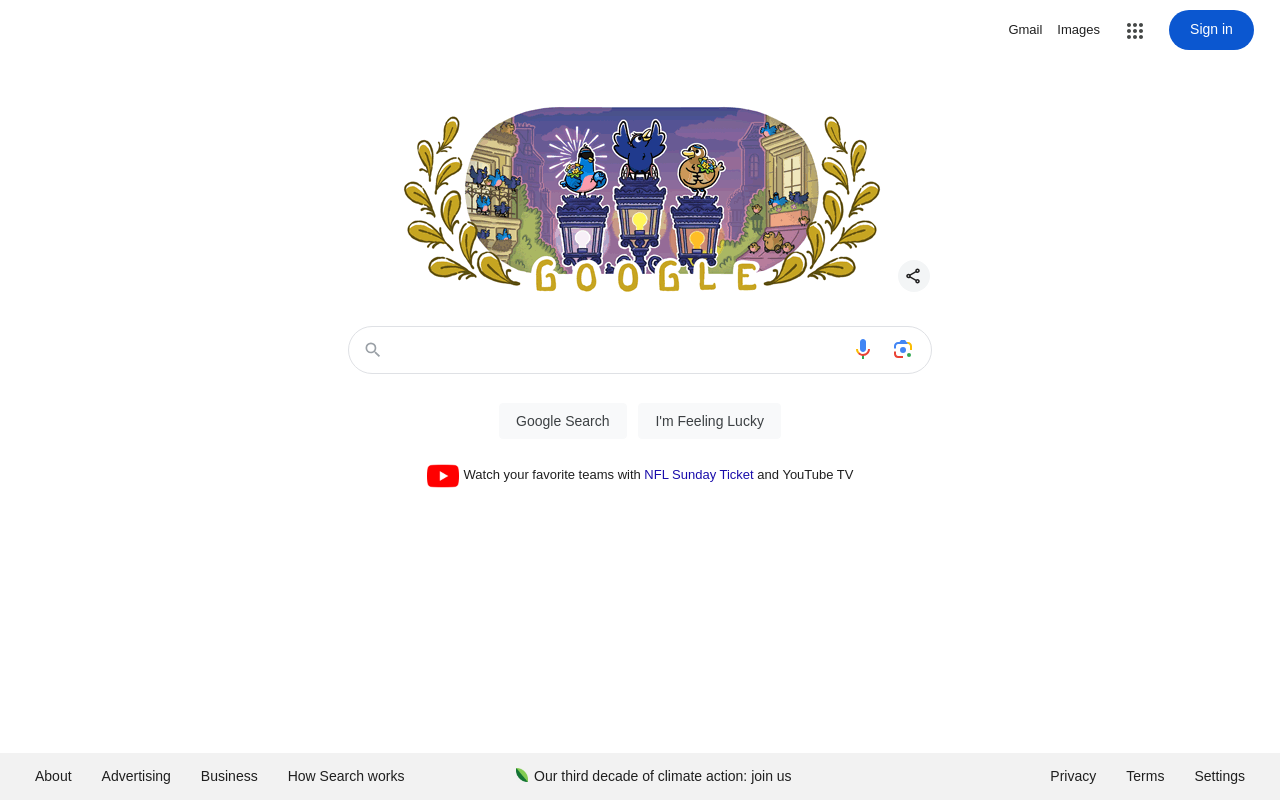 Gmail Images Sign in
GOOGLE
Google Search I'm Feeling Lucky
Watch your favorite teams with NFL Sunday Ticket and YouTube TV
About Advertising Business How Search works Our third decade of climate action: join us Privacy Terms Settings